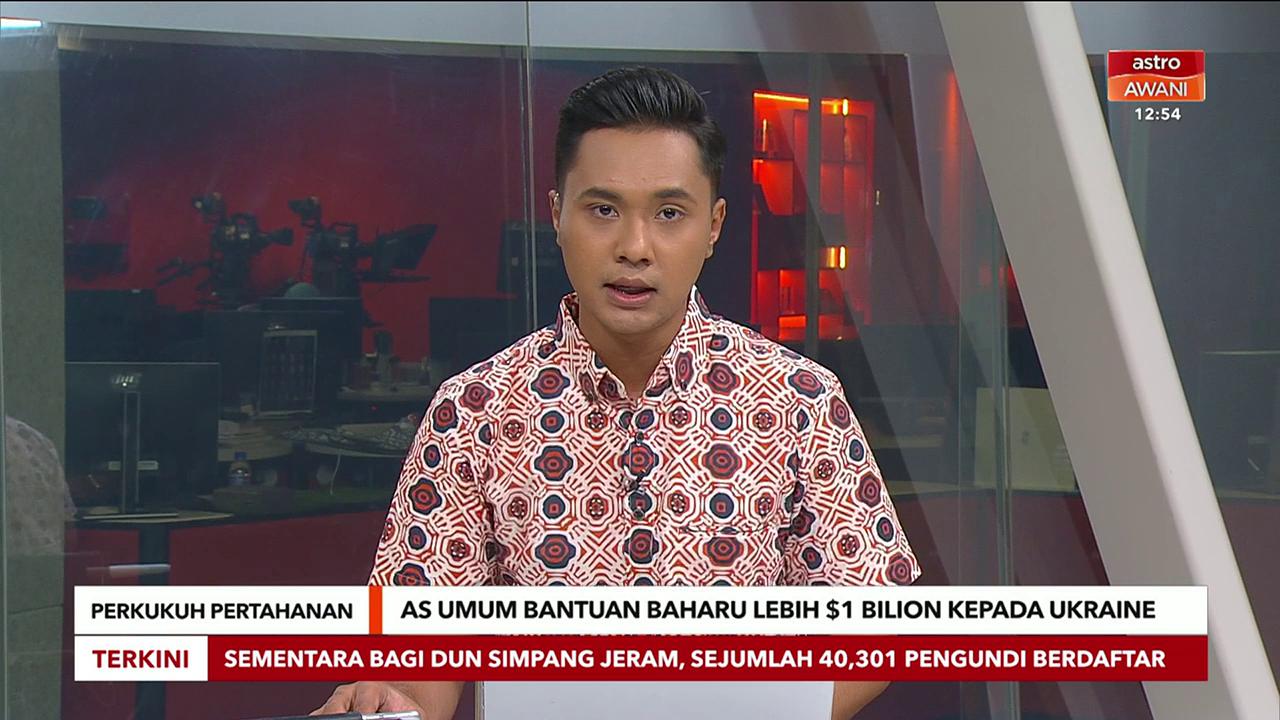 astro
AWANI
12:54
PERKUKUH PERTAHANAN
AS UMUM BANTUAN BAHARU LEBIH $1 BILION KEPADA UKRAINE
TERKINI
SEMENTARA BAGI DUN SIMPANG JERAM, SEJUMLAH 40,301 PENGUNDI BERDAFTAR